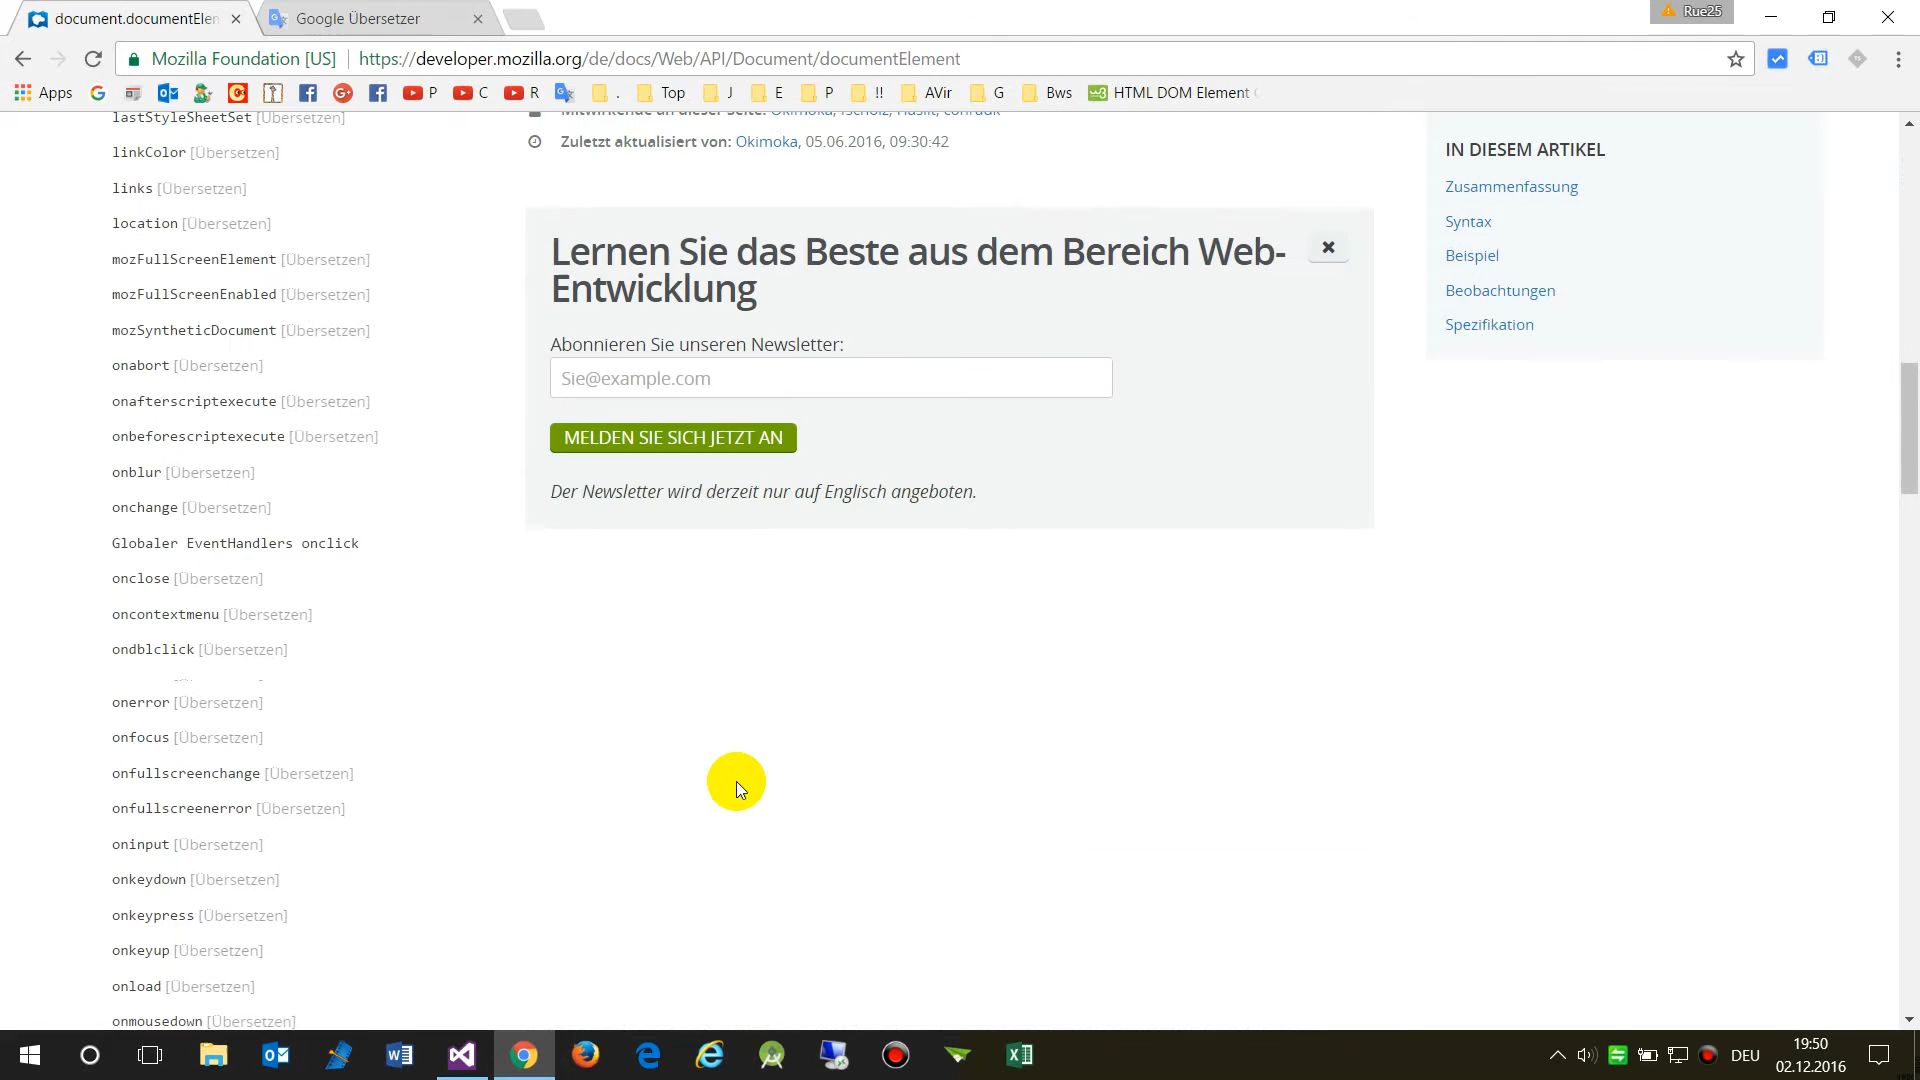 document.documentElen
Google Übersetzer
Rue25
Mozilla Foundation [US]
https://developer.mozilla.org/de/docs/Web/API/Document/documentElement
Apps
P
C
R
.
Top
J
E
P
!!
AVir
G
Bws
HTML DOM Element
lastStyleSheetSet [Übersetzen]
linkColor [Übersetzen]
links [Übersetzen]
location [Übersetzen]
mozFullScreenElement [Übersetzen]
mozFullScreenEnabled [Übersetzen]
mozSyntheticDocument [Übersetzen]
onabort [Übersetzen]
onafterscriptexecute [Übersetzen]
onbeforescriptexecute [Übersetzen]
onblur [Übersetzen]
onchange [Übersetzen]
Globaler EventHandlers onclick
onclose [Übersetzen]
oncontextmenu [Übersetzen]
ondblclick [Übersetzen]
onerror [Übersetzen]
onfocus [Übersetzen]
onfullscreenchange [Übersetzen]
onfullscreenerror [Übersetzen]
oninput [Übersetzen]
onkeydown [Übersetzen]
onkeypress [Übersetzen]
onkeyup [Übersetzen]
onload [Übersetzen]
onmousedown [Übersetzen]
Mitwirkende an dieser Seite: Okimoka,
Zuletzt aktualisiert von: Okimoka, 05.06.2016, 09:30:42
Lernen Sie das Beste aus dem Bereich Web-
Entwicklung
Abonnieren Sie unseren Newsletter:
Sie@example.com
MELDEN SIE SICH JETZT AN
Der Newsletter wird derzeit nur auf Englisch angeboten.
IN DIESEM ARTIKEL
Zusammenfassung
Syntax
Beispiel
Beobachtungen
Spezifikation
DEU
19:50
02.12.2016